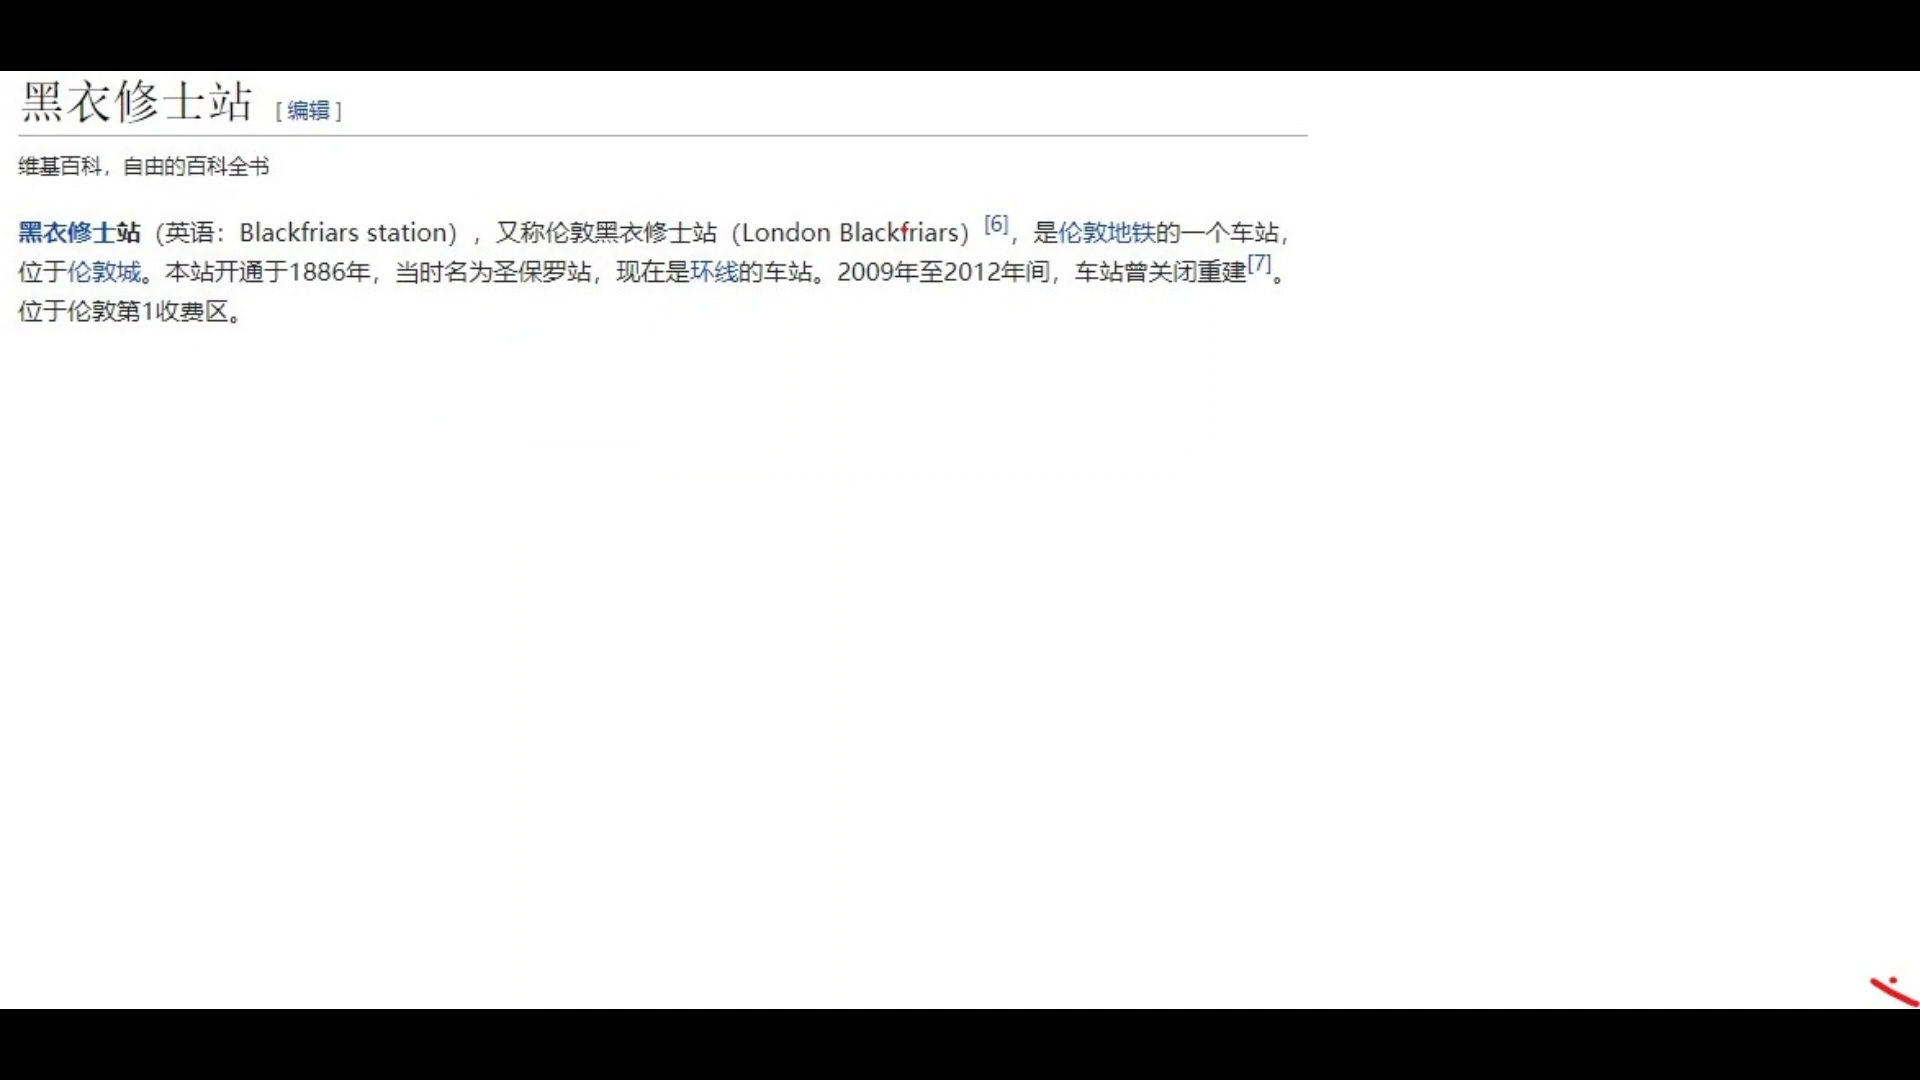 黑衣修士站 [编辑]
维基百科，自由的百科全书
黑衣修士站（英语：Blackfriars station），又称伦敦黑衣修士站（London Blackfriars）[6]，是伦敦地铁的一个车站，
位于伦敦城。本站开通于1886年，当时名为圣保罗站，现在是环线的车站。2009年至2012年间，车站曾关闭重建[7]。
位于伦敦第1收费区。